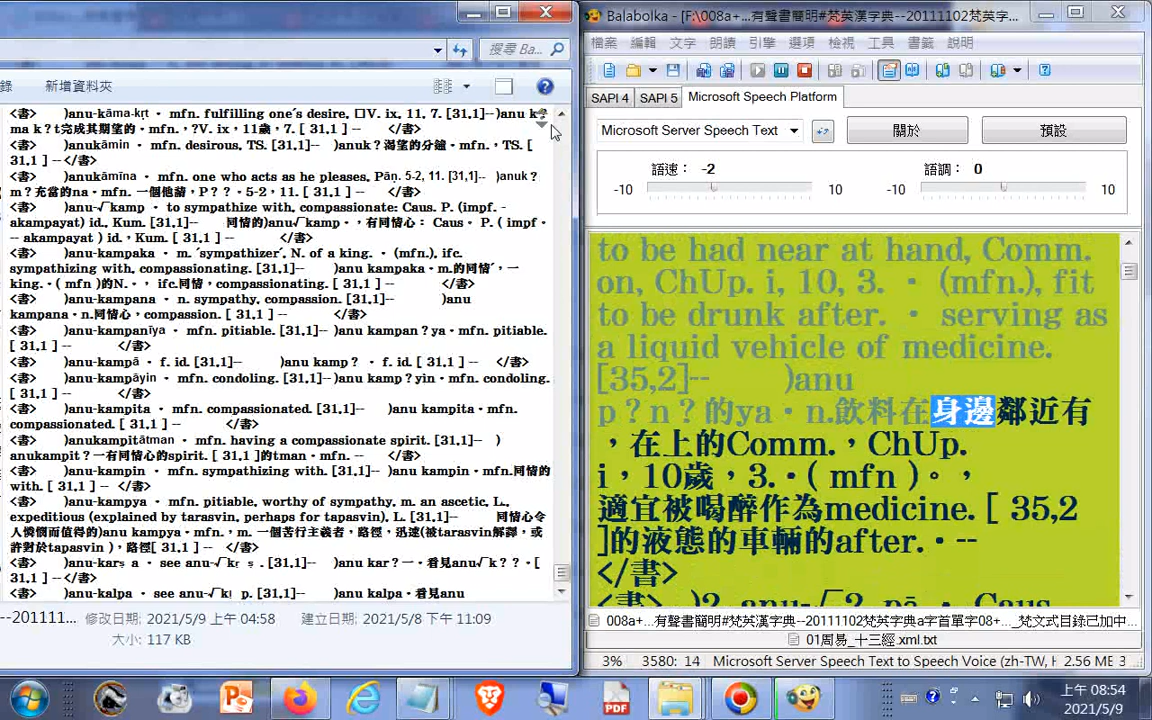 搜尋 Ba...
錄 新增資料夾
<書> )anu-kāma-kṛt ‧ mfn. fulfilling one's desire, □V. ix, 11, 7. [31,1]--)anu k?
ma k?t完成其期望的‧mfn.,?V. ix,11歲,7. [ 31,1 ]-- </書>
<書> )anukāmin ‧ mfn. desirous, TS. [31,1]-- )anuk?渴望的分鐘‧mfn.,TS. [
31,1 ]--</書>
<書> )anukāmīna ‧ mfn. one who acts as he pleases, Pāṇ. 5-2, 11. [31,1]-- )anuk?
m?充當的na‧mfn. 一個他請,P??. 5-2,11. [ 31,1 ]-- </書>
<書> )anu-√kamp ‧ to sympathize with, compassionate: Caus. P. (impf. -
akampayat) id., Kum. [31,1]-- 同情的)anu√kamp‧,有同情心: Caus‧ P. ( impf‧
-- akampayat ) id.,Kum. [ 31,1 ]-- </書>
<書> )anu-kampaka ‧ m. 'sympathizer', N. of a king. ‧ (mfn.), ifc.
sympathizing with, compassionating. [31,1]-- )anu kampaka‧m.的同情',一
king.‧( mfn )的N.‧, ifc.同情,compassionating. [ 31,1 ]-- </書>
<書> )anu-kampana ‧ n. sympathy, compassion. [31,1]-- )anu
kampana‧n.同情心,compassion. [ 31,1 ]-- </書>
<書> )anu-kampanīya ‧ mfn. pitiable. [31,1]-- )anu kampan?ya‧mfn. pitiable.
[ 31,1 ]-- </書>
<書> )anu-kampā ‧ f. id. [31,1]-- )anu kamp? ‧ f. id. [ 31,1 ]-- </書>
<書> )anu-kampāyin ‧ mfn. condoling. [31,1]-- )anu kamp?yin‧mfn. condoling.
[ 31,1 ]-- </書>
<書> )anu-kampita ‧ mfn. compassionated. [31,1]-- )anu kampita‧mfn.
compassionated. [ 31,1 ]-- </書>
<書> )anukampitātman ‧ mfn. having a compassionate spirit. [31,1]-- )
anukampit?一有同情心的spirit. [ 31,1 ]的tman‧mfn.-- </書>
<書> )anu-kampin ‧ mfn. sympathizing with. [31,1]-- )anu kampin‧mfn.同情的
with. [ 31,1 ]-- </書>
<書> )anu-kampya ‧ mfn. pitiable, worthy of sympathy. m. an ascetic, L.,
expeditious (explained by tarasvin, perhaps for tapasvin), L. [31,1]-- 同情心令
人憐憫而值得的)anu kampya‧mfn.,m. 一個苦行主義者,路徑,迅速(被tarasvin解釋,或
許對於tapasvin ),路徑[ 31,1 ]-- </書>
<書> )anu-karṣa ‧ see anu-√kṛṣ. [31,1]-- )anu kar?一‧看見anu√k??‧[
31,1 ]--</書>
<書> )anu-kalpa ‧ see anu-√kḷp. [31,1]-- )anu kalpa‧看見anu
--201111... 修改日期: 2021/5/9 上午 04:58 建立日期: 2021/5/8 下午 11:09
大小: 117 KB
Balabolka - [F:\008a+...有聲書簡明#梵英漢字典--20111102梵英字...
檔案 編輯 文字 朗讀 引擎 選項 檢視 工具 書籤 說明
SAPI 4 SAPI 5 Microsoft Speech Platform
Microsoft Server Speech Text 關於 預設
語速: -2 語調: 0
-10 10 -10 10
to be had near at hand, Comm.
on, ChUp. i, 10, 3. ‧ (mfn.), fit
to be drunk after. ‧ serving as
a liquid vehicle of medicine.
[35,2]-- )anu
p?n?的ya‧n.飲料在身邊鄰近有
,在上的Comm.,ChUp.
i,10歲,3.‧( mfn )。,
適宜被喝醉作為medicine. [ 35,2
]的液態的車輛的after.‧--
</書>
<書> )2. anu-√2. pā ‧ Caus
008a+...有聲書簡明#梵英漢字典--20111102梵英字典a字首單字08+..._梵文式目錄已加中...
01周易_十三經.xml.txt
3% 3580: 14 Microsoft Server Speech Text to Speech Voice (zh-TW, H 2.56 MB 3
PDF
上午 08:54
2021/5/9